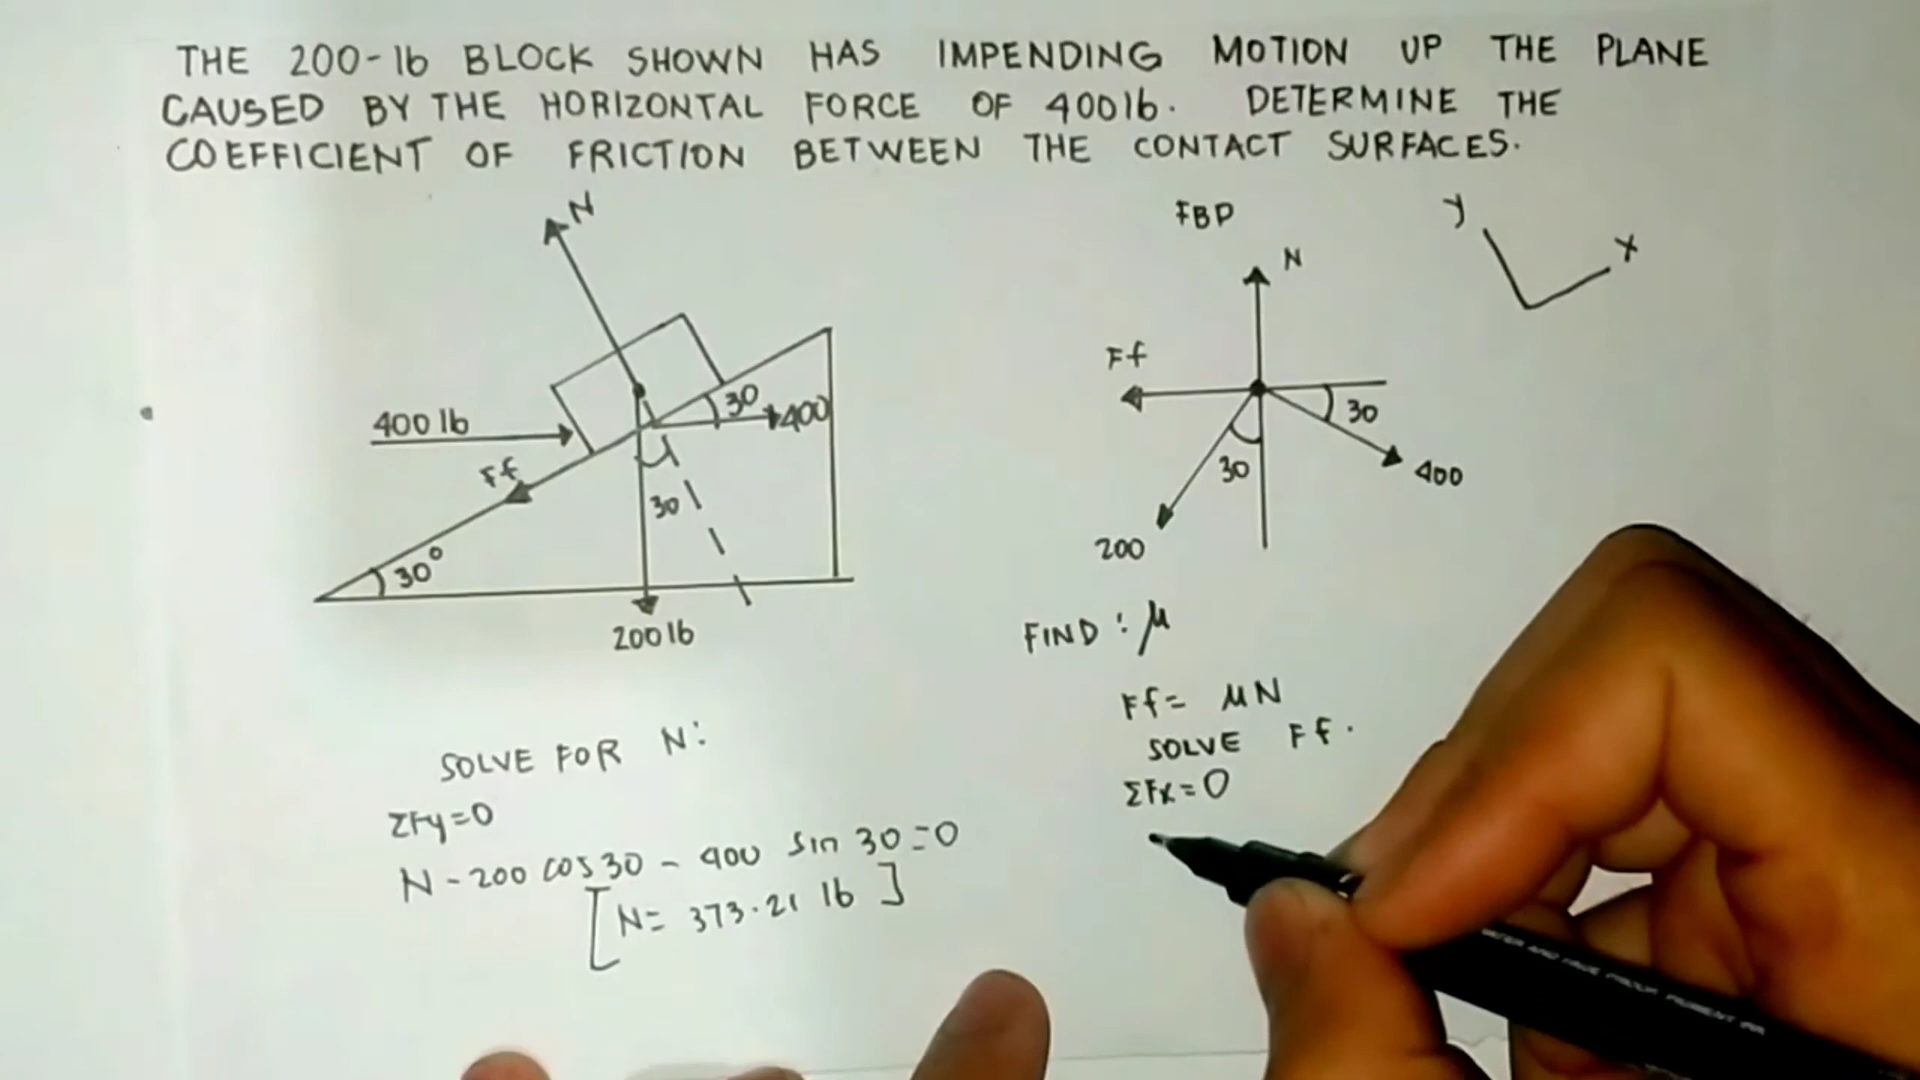 THE 200-lb BLOCK SHOWN HAS IMPENDING MOTION UP THE PLANE
CAUSED BY THE HORIZONTAL FORCE OF 400lb. DETERMINE THE
COEFFICIENT OF FRICTION BETWEEN THE CONTACT SURFACES.
N
400 lb
Ff
30
400
30
30°
200 lb
FBD
y
x
N
Ff
30
30
400
200
FIND: μ
Ff = μN
SOLVE Ff.
ΣFx=0
SOLVE FOR N:
ΣFy=0
N - 200 cos 30 - 400 sin 30 = 0
[N = 373.21 lb]